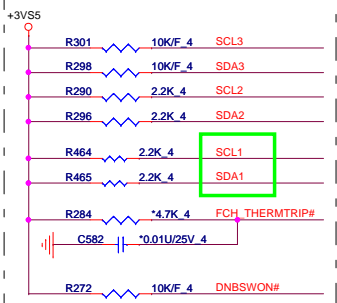 +3VS5
R301 10K/F_4 SCL3
R298 10K/F_4 SDA3
R290 2.2K_4 SCL2
R296 2.2K_4 SDA2
R464 2.2K_4 SCL1
R465 2.2K_4 SDA1
R284 *4.7K_4 FCH_THERMTRIP#
C582 *0.01U/25V_4
R272 10K/F_4 DNBSWON#